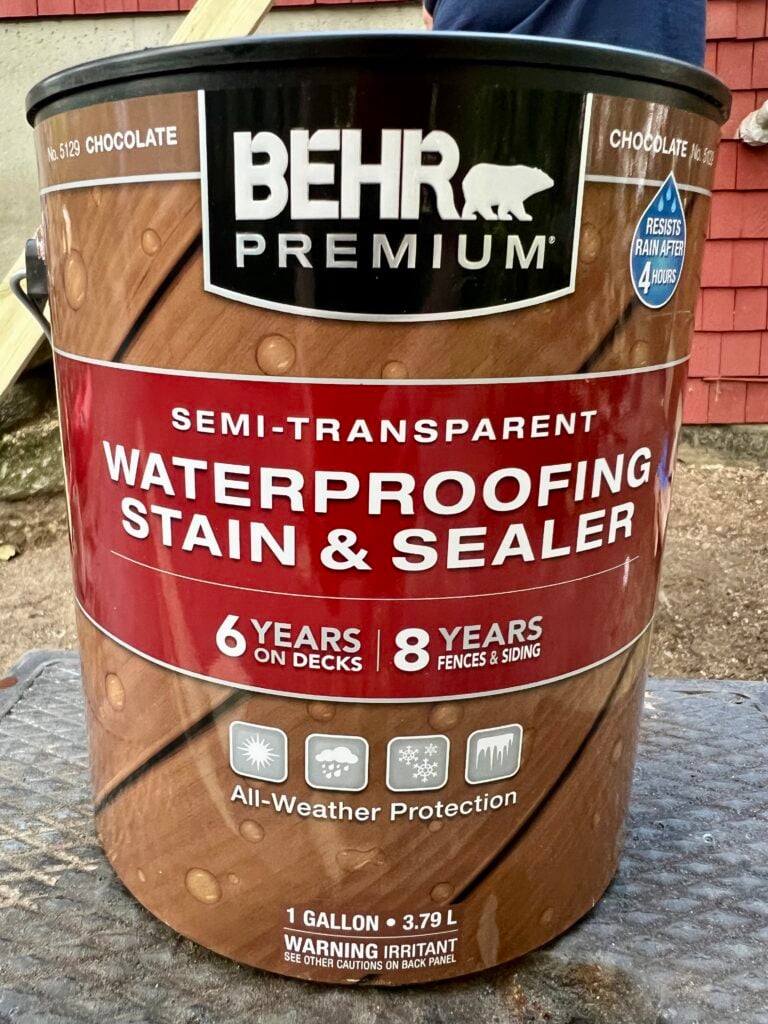 No. 5129 CHOCOLATE
CHOCOLATE No. 5129
BEHR
PREMIUM®
RESISTS
RAIN AFTER
4 HOURS
SEMI-TRANSPARENT
WATERPROOFING
STAIN & SEALER
6 YEARS ON DECKS | 8 YEARS FENCES & SIDING
All-Weather Protection
1 GALLON • 3.79 L
WARNING IRRITANT
SEE OTHER CAUTIONS ON BACK PANEL